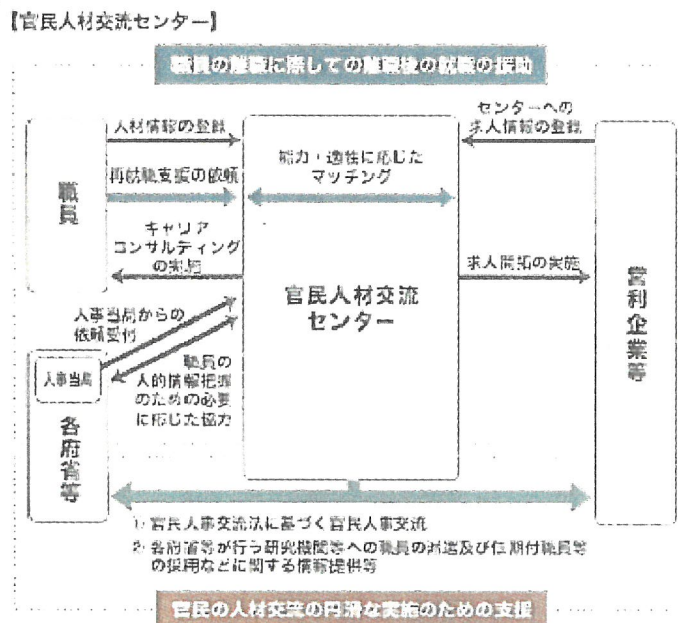 【官民人材交流センター】
職員の離職に際しての離職後の就職の援助
人材情報の登録
再就職支援の依頼
キャリア
コンサルティング
の実施
職員
能力・適性に応じた
マッチング
官民人材交流
センター
センターへの
求人情報の登録
求人開拓の実施
営利企業等
人事当局からの
依頼受付
人事当局
各府省等
職員の
人的情報把握
のための必要
に応じた協力
1) 官民人事交流法に基づく官民人事交流
2) 各府省等が行う研究機関等への職員の派遣及び任期付職員等
の採用などに関する情報提供等
官民の人材交流の円滑な実施のための支援